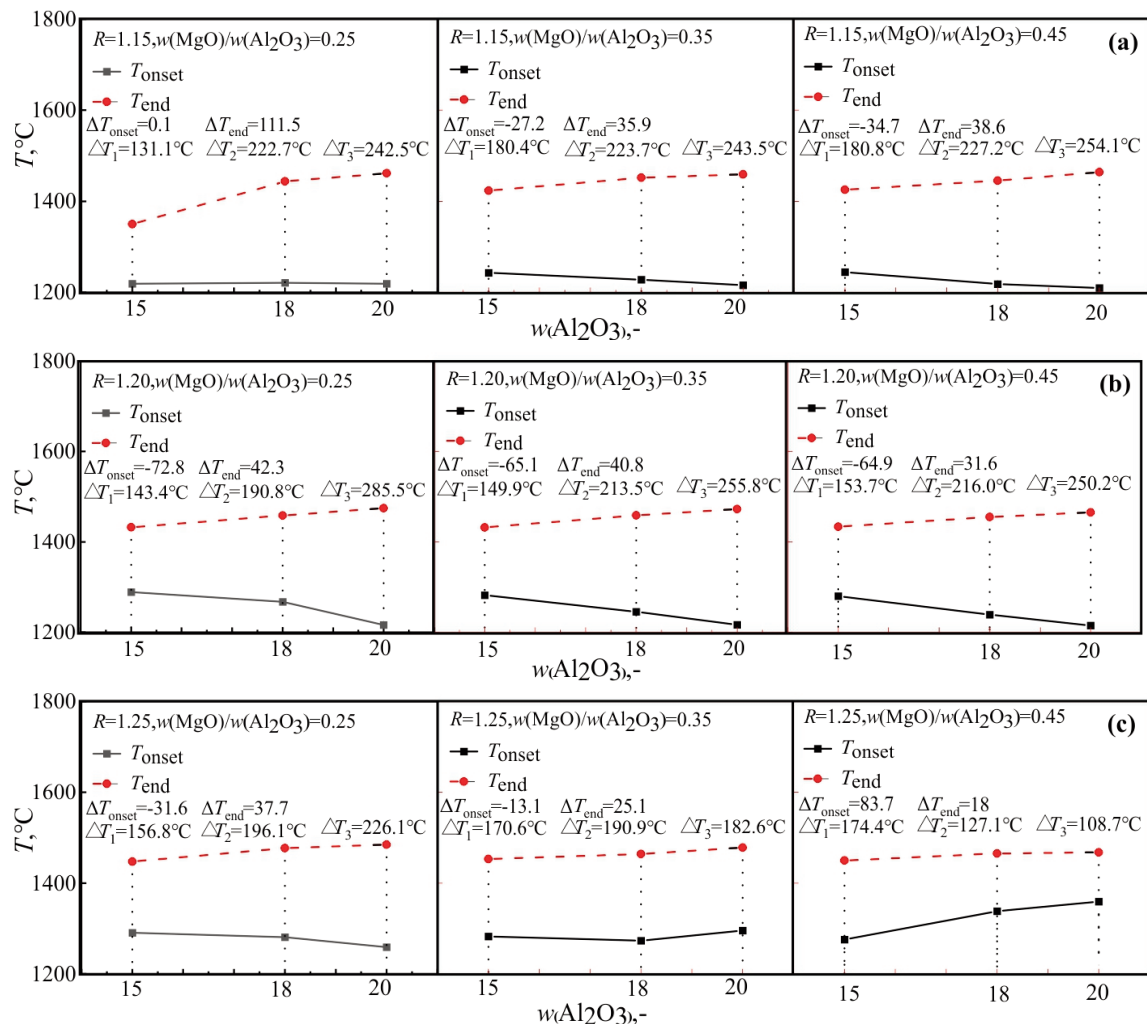 1800
1600
1400
1200
T,°C
R=1.15,w(MgO)/w(Al2O3)=0.25
Tonset
Tend
ΔTonset=0.1 ΔTend=111.5
△T1=131.1°C △T2=222.7°C △T3=242.5°C
15 18 20
R=1.15,w(MgO)/w(Al2O3)=0.35
Tonset
Tend
ΔTonset=-27.2 ΔTend=35.9
△T1=180.4°C △T2=223.7°C △T3=243.5°C
15 18 20
R=1.15,w(MgO)/w(Al2O3)=0.45
(a)
Tonset
Tend
ΔTonset=-34.7 ΔTend=38.6
△T1=180.8°C △T2=227.2°C △T3=254.1°C
15 18 20
w(Al2O3),-
1800
1600
1400
1200
T,°C
R=1.20,w(MgO)/w(Al2O3)=0.25
Tonset
Tend
ΔTonset=-72.8 ΔTend=42.3
△T1=143.4°C △T2=190.8°C △T3=285.5°C
15 18 20
R=1.20,w(MgO)/w(Al2O3)=0.35
Tonset
Tend
ΔTonset=-65.1 ΔTend=40.8
△T1=149.9°C △T2=213.5°C △T3=255.8°C
15 18 20
R=1.20,w(MgO)/w(Al2O3)=0.45
(b)
Tonset
Tend
ΔTonset=-64.9 ΔTend=31.6
△T1=153.7°C △T2=216.0°C △T3=250.2°C
15 18 20
w(Al2O3),-
1800
1600
1400
1200
T,°C
R=1.25,w(MgO)/w(Al2O3)=0.25
Tonset
Tend
ΔTonset=-31.6 ΔTend=37.7
△T1=156.8°C △T2=196.1°C △T3=226.1°C
15 18 20
R=1.25,w(MgO)/w(Al2O3)=0.35
Tonset
Tend
ΔTonset=-13.1 ΔTend=25.1
△T1=170.6°C △T2=190.9°C △T3=182.6°C
15 18 20
R=1.25,w(MgO)/w(Al2O3)=0.45
(c)
Tonset
Tend
ΔTonset=83.7 ΔTend=18
△T1=174.4°C △T2=127.1°C △T3=108.7°C
15 18 20
w(Al2O3),-